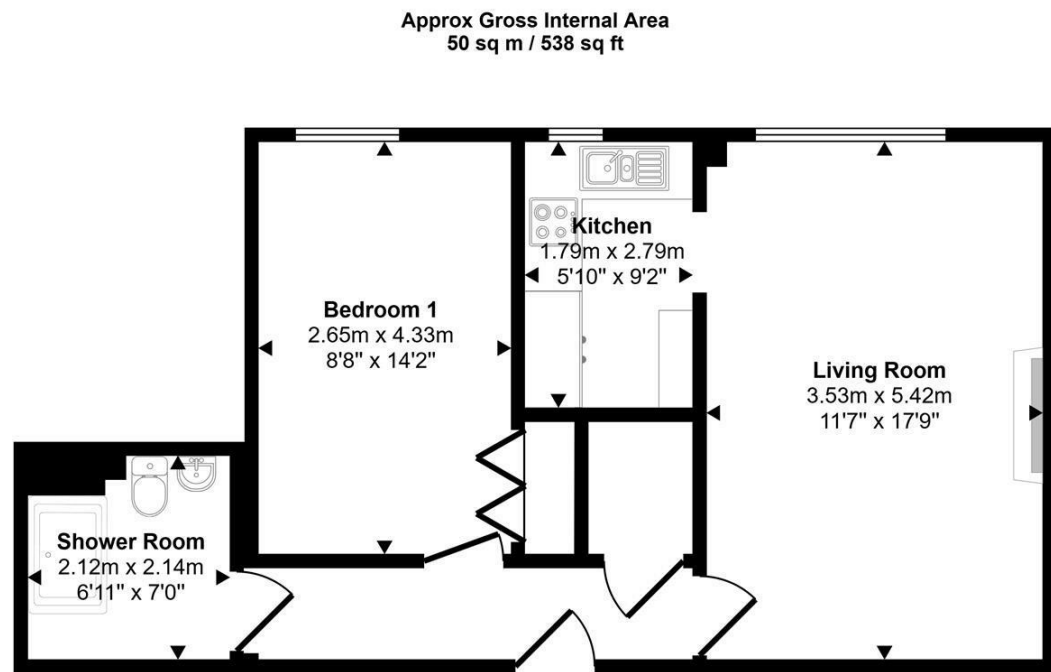 Approx Gross Internal Area
50 sq m / 538 sq ft
Kitchen
1.79m x 2.79m
5'10" x 9'2"
Bedroom 1
2.65m x 4.33m
8'8" x 14'2"
Living Room
3.53m x 5.42m
11'7" x 17'9"
Shower Room
2.12m x 2.14m
6'11" x 7'0"